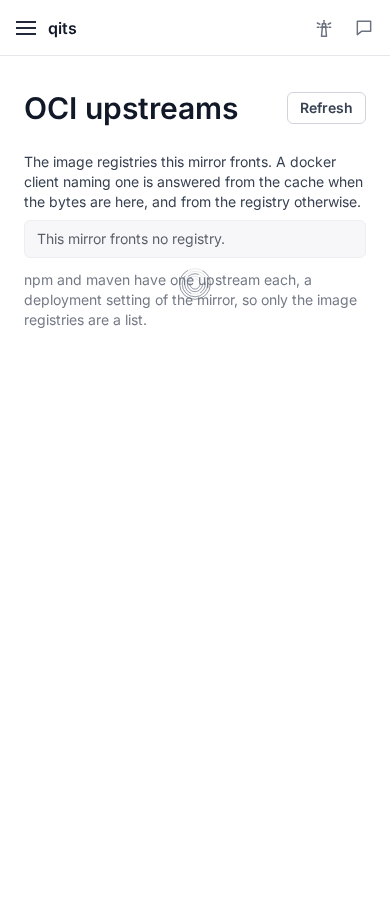 qits
OCI upstreams
Refresh
The image registries this mirror fronts. A docker
client naming one is answered from the cache when
the bytes are here, and from the registry otherwise.
This mirror fronts no registry.
npm and maven have one upstream each, a
deployment setting of the mirror, so only the image
registries are a list.